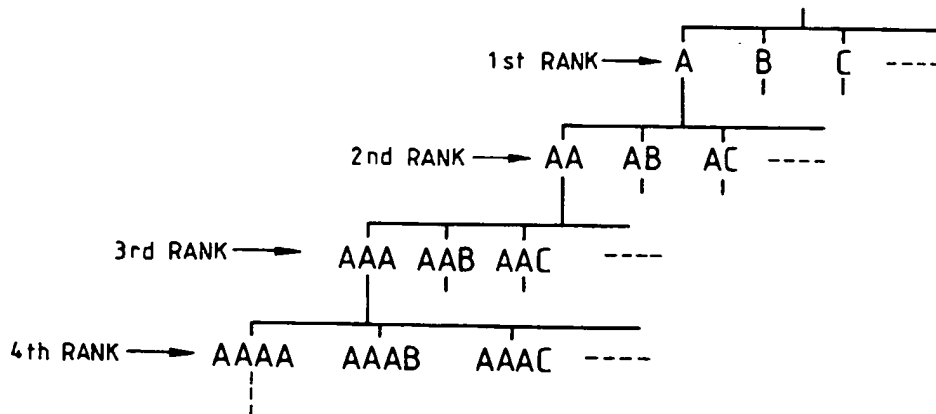 1st RANK A B C ----
2nd RANK AA AB AC ----
3rd RANK AAA AAB AAC ----
4th RANK AAAA AAAB AAAC ----